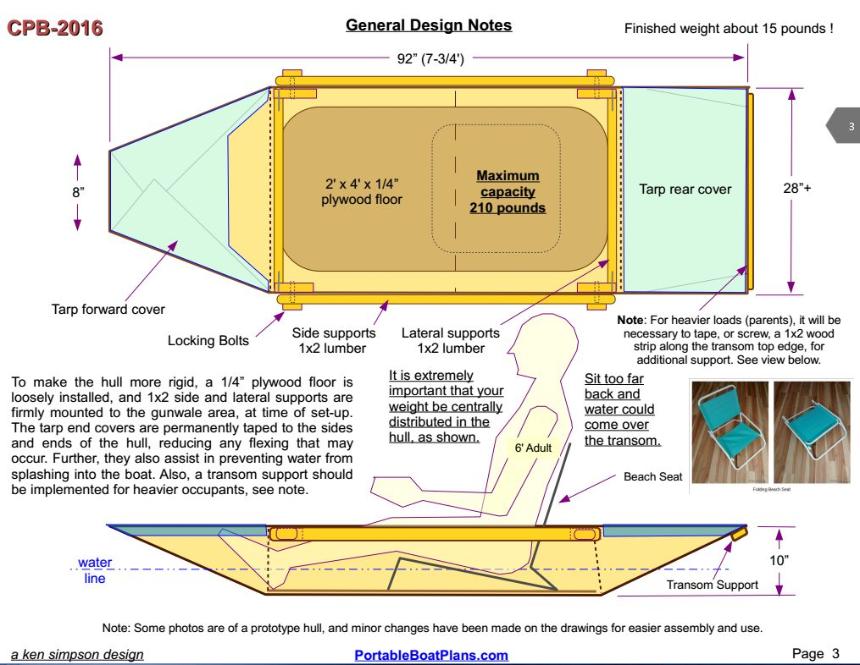 CPB-2016
General Design Notes
Finished weight about 15 pounds !
92” (7-3/4')
3
8”
2' x 4' x 1/4”
plywood floor
Maximum
capacity
210 pounds
Tarp rear cover
28”+
Tarp forward cover
Locking Bolts
Side supports
1x2 lumber
Lateral supports
1x2 lumber
Note: For heavier loads (parents), it will be
necessary to tape, or screw, a 1x2 wood
strip along the transom top edge, for
additional support. See view below.
To make the hull more rigid, a 1/4” plywood floor is
loosely installed, and 1x2 side and lateral supports are
firmly mounted to the gunwale area, at time of set-up.
The tarp end covers are permanently taped to the sides
and ends of the hull, reducing any flexing that may
occur. Further, they also assist in preventing water from
splashing into the boat. Also, a transom support should
be implemented for heavier occupants, see note.
It is extremely
important that your
weight be centrally
distributed in the
hull, as shown.
Sit too far
back and
water could
come over
the transom.
6' Adult
Beach Seat
Folding Beach Seat
water
line
10”
Transom Support
Note: Some photos are of a prototype hull, and minor changes have been made on the drawings for easier assembly and use.
a ken simpson design
PortableBoatPlans.com
Page 3